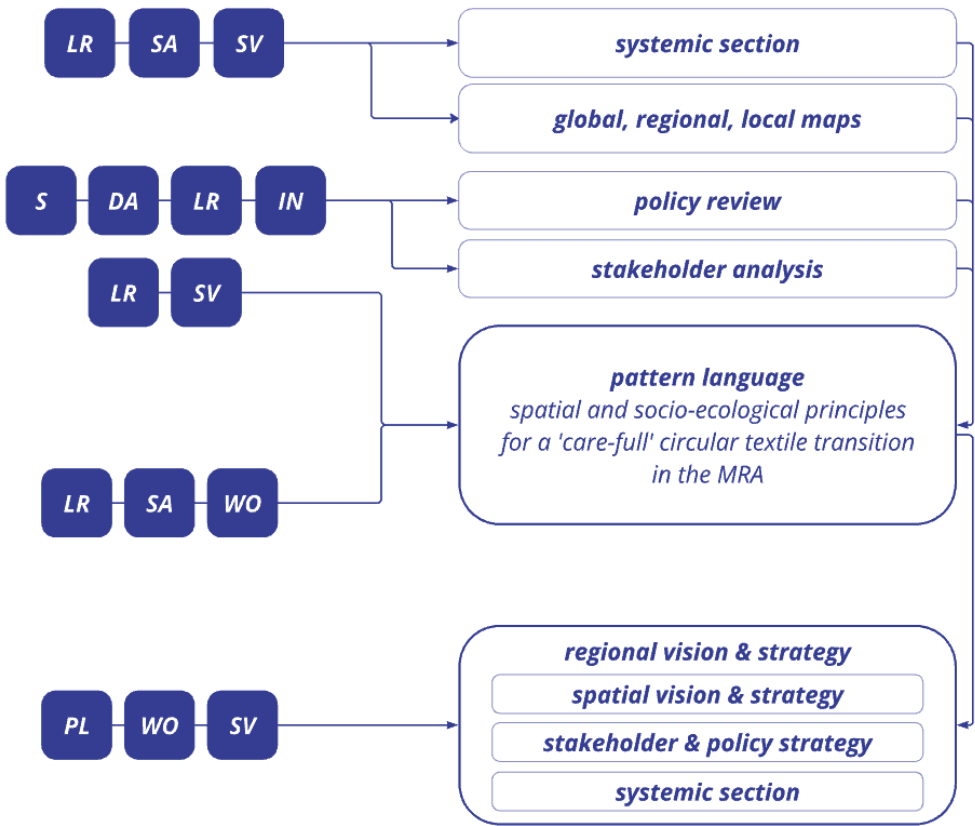 LR SA SV
systemic section
global, regional, local maps
S DA LR IN
policy review
stakeholder analysis
LR SV
pattern language
spatial and socio-ecological principles
for a 'care-full' circular textile transition
in the MRA
LR SA WO
regional vision & strategy
spatial vision & strategy
PL WO SV
stakeholder & policy strategy
systemic section